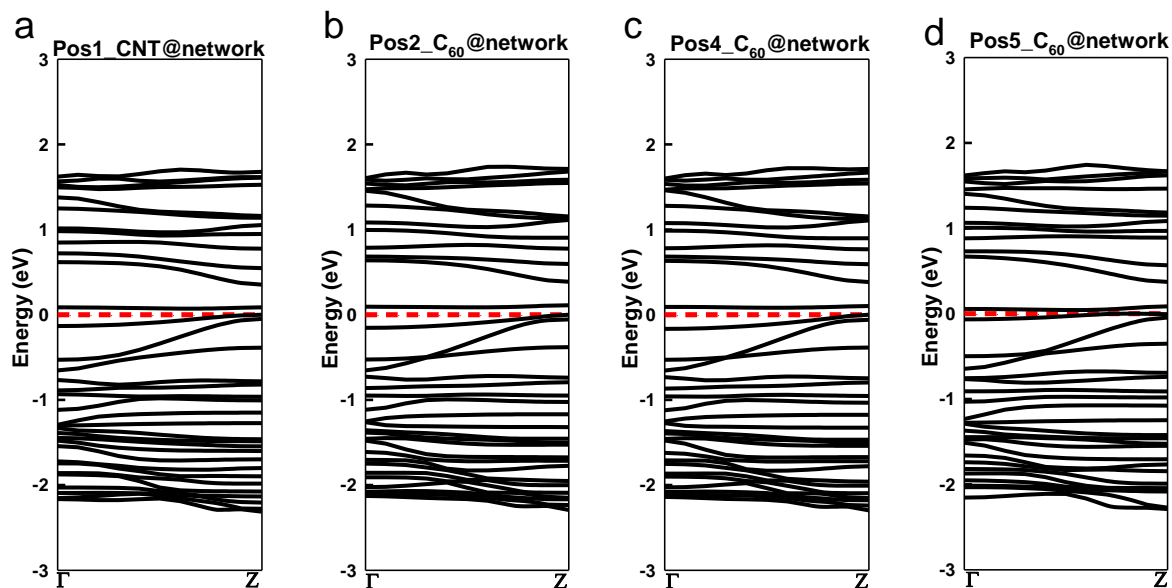 a
Pos1_CNT@network
Energy (eV)
3
2
1
0
-1
-2
-3
Γ
Z
b
Pos2_C₆₀@network
Energy (eV)
3
2
1
0
-1
-2
-3
Γ
Z
c
Pos4_C₆₀@network
Energy (eV)
3
2
1
0
-1
-2
-3
Γ
Z
d
Pos5_C₆₀@network
Energy (eV)
3
2
1
0
-1
-2
-3
Γ
Z